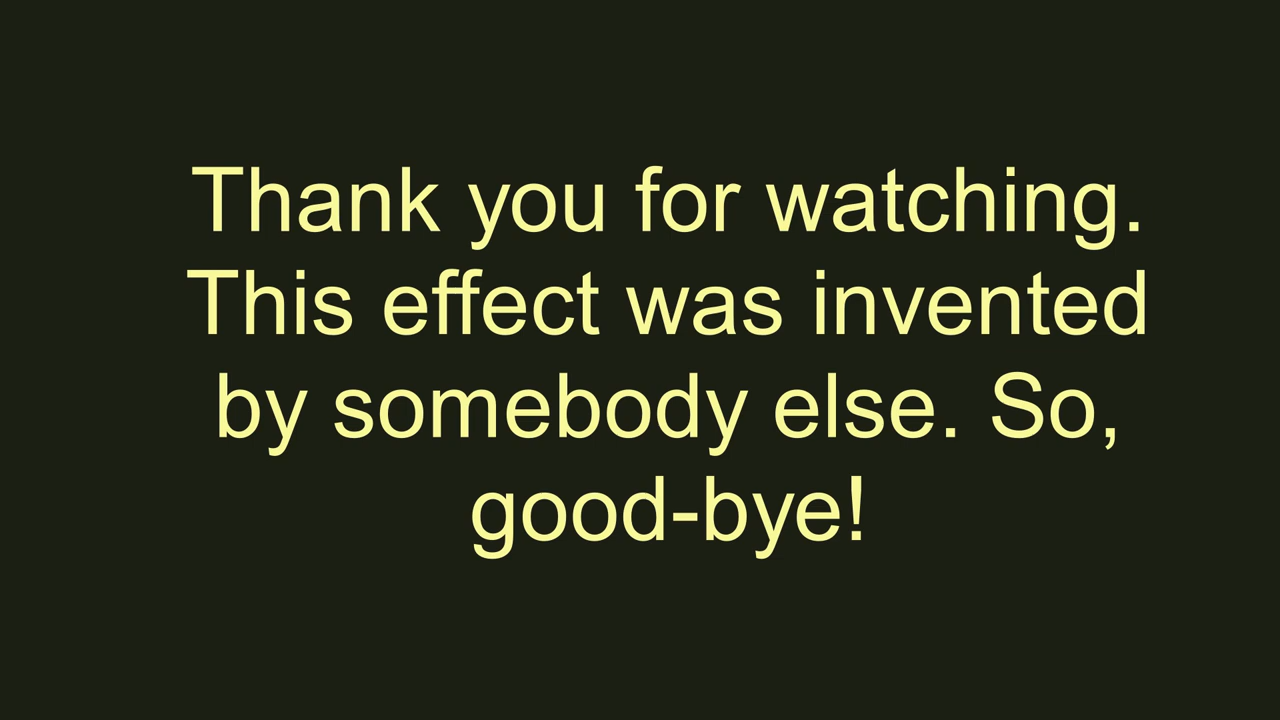 Thank you for watching.
This effect was invented
by somebody else. So,
good-bye!